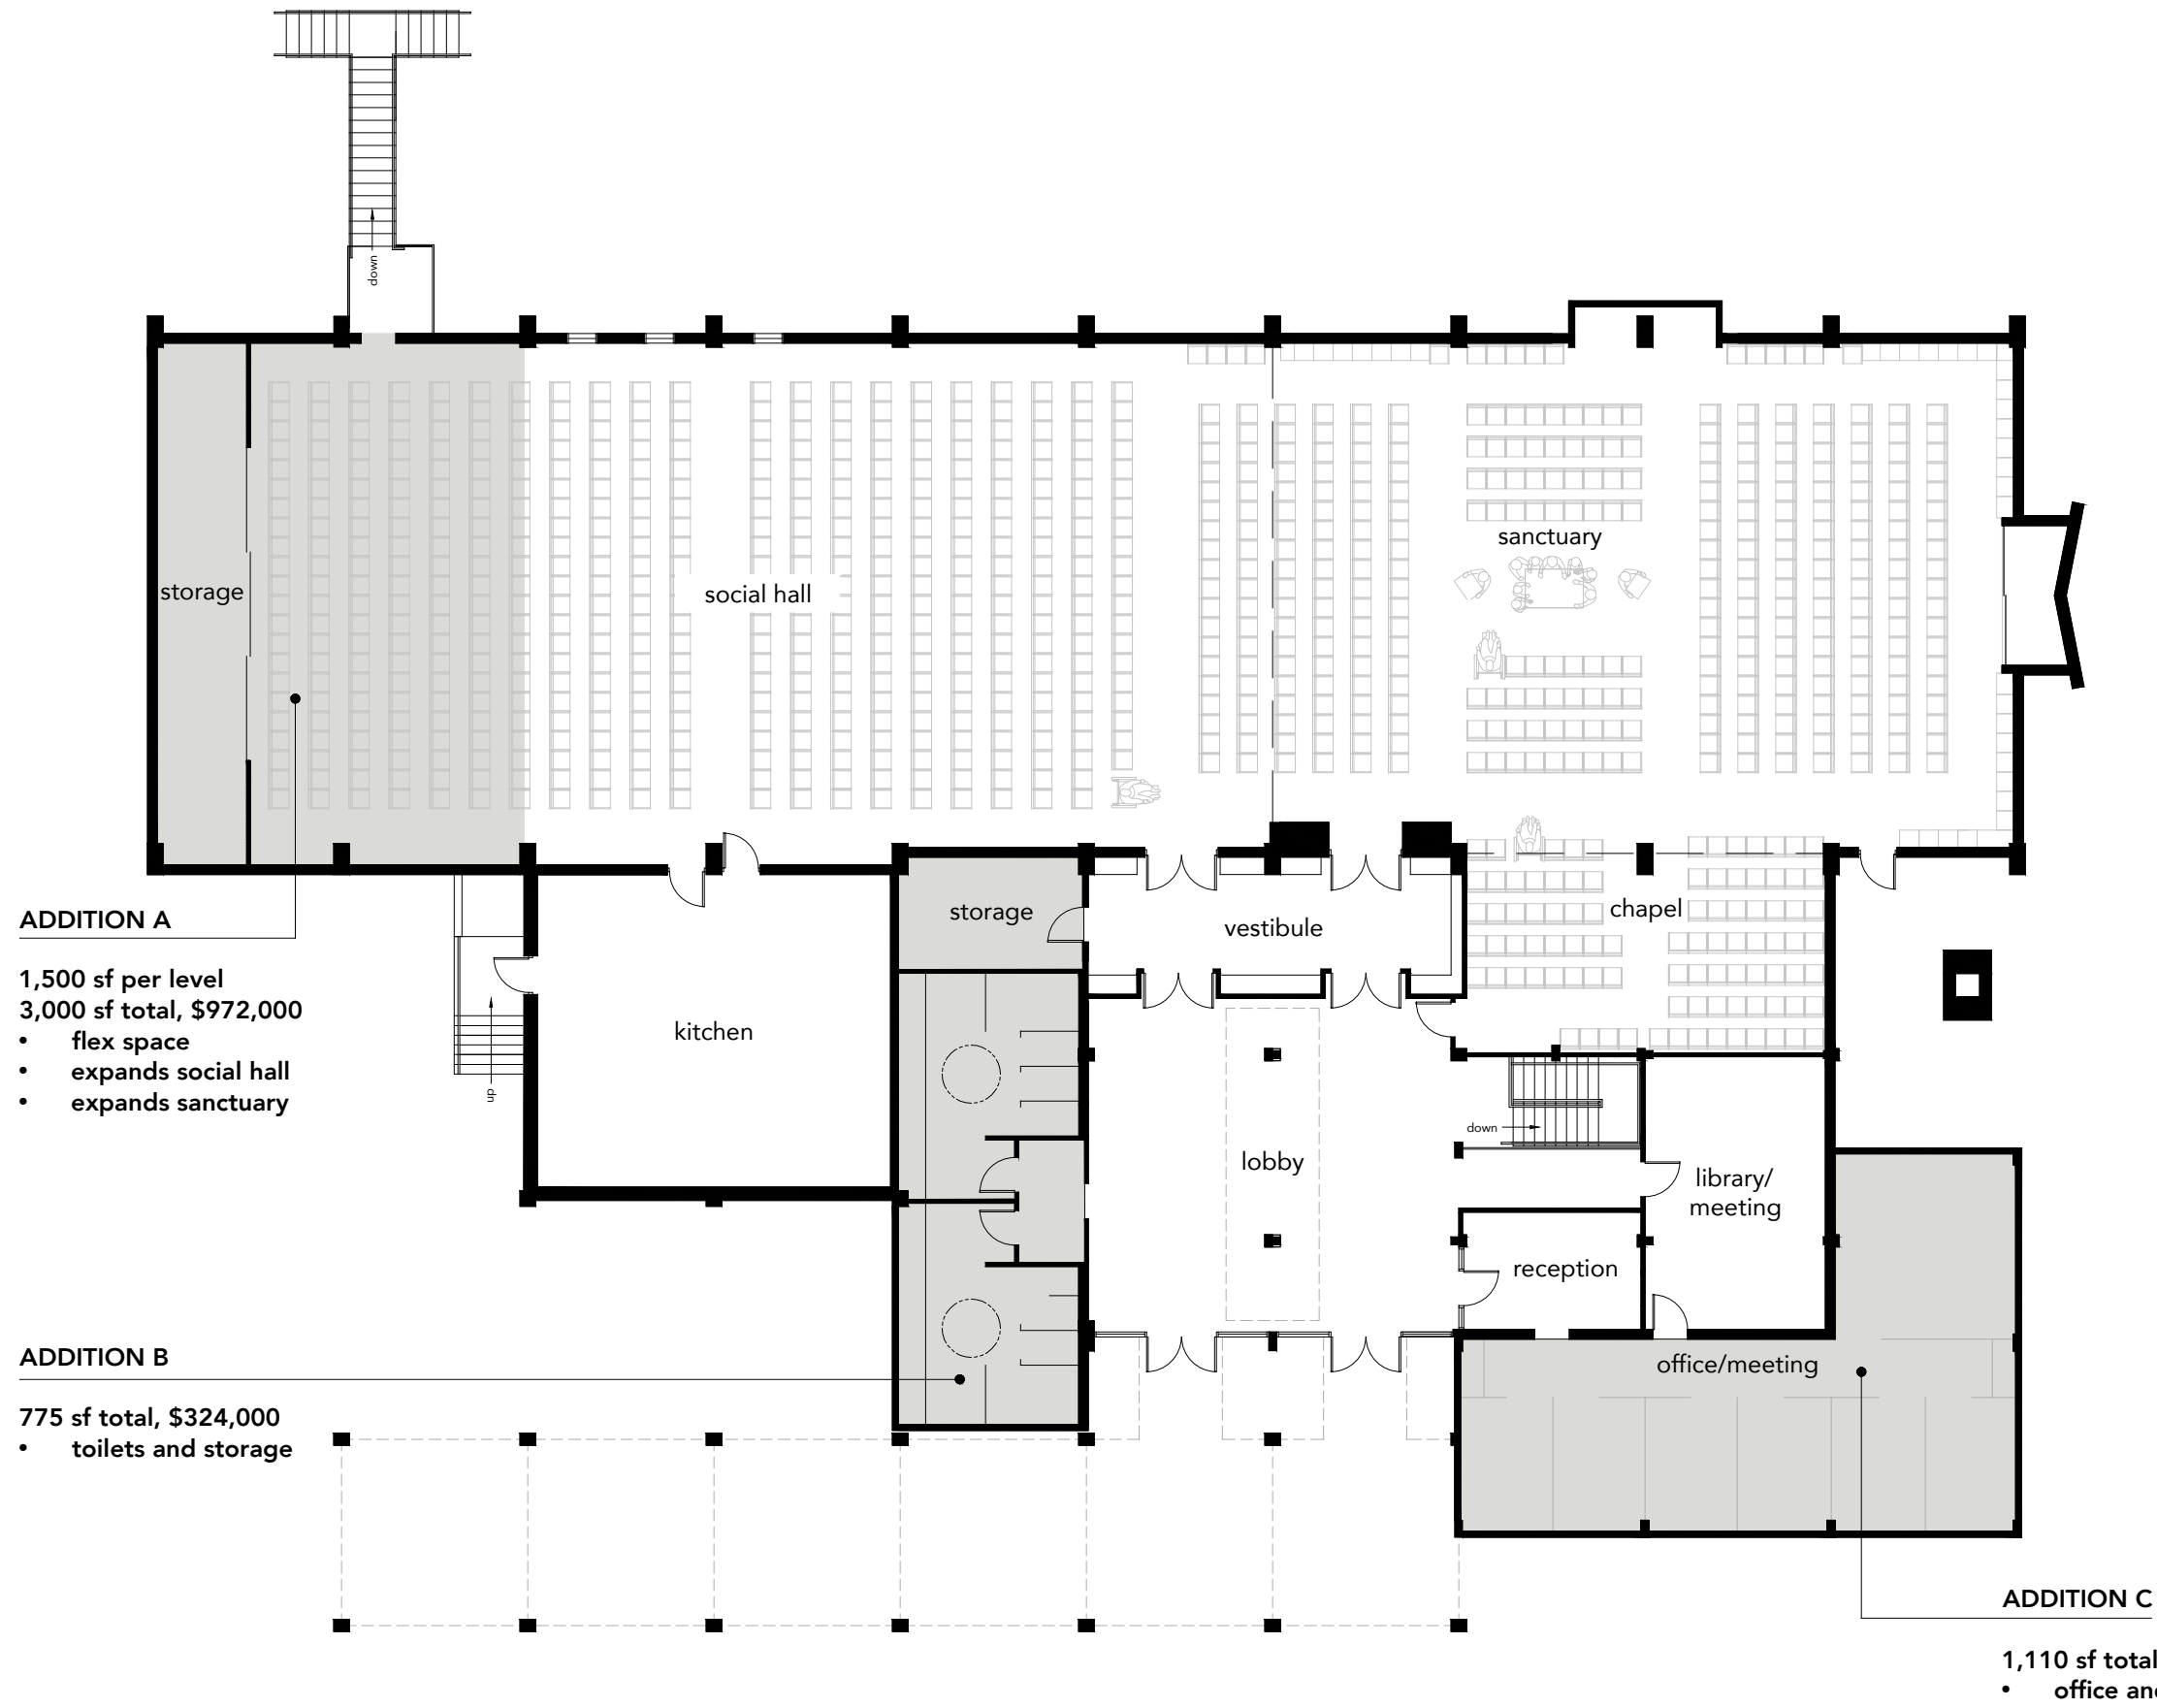 down
sanctuary
storage
social hall
ADDITION A
1,500 sf per level
3,000 sf total, $972,000
• flex space
• expands social hall
• expands sanctuary
storage
vestibule
chapel
kitchen
up
down
lobby
library/
meeting
reception
office/meeting
ADDITION B
775 sf total, $324,000
• toilets and storage
ADDITION C
1,110 sf total
• office